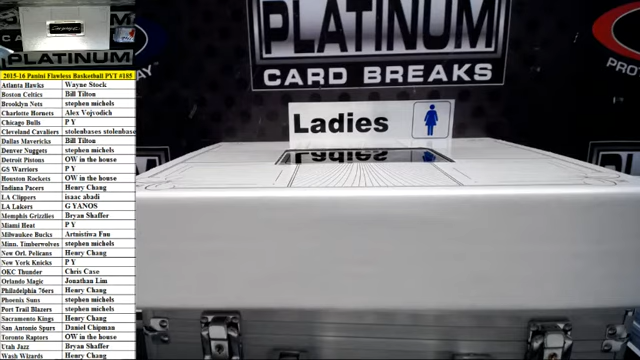 PLATINUM
CARD BREAKS
Ladies
2015-16 Panini Flawless Basketball PYT #185
Atlanta Hawks Wayne Stock
Boston Celtics Bill Tilton
Brooklyn Nets stephen michels
Charlotte Hornets Alex Vojvodich
Chicago Bulls P Y
Cleveland Cavaliers stolenbases stolenbase
Dallas Mavericks Bill Tilton
Denver Nuggets stephen michels
Detroit Pistons OW in the house
GS Warriors P Y
Houston Rockets OW in the house
Indiana Pacers Henry Chang
LA Clippers isaac abadi
LA Lakers G YANOS
Memphis Grizzlies Bryan Shaffer
Miami Heat P Y
Milwaukee Bucks Artnistiwa Fnu
Minn. Timberwolves stephen michels
New Orl. Pelicans Henry Chang
New York Knicks P Y
OKC Thunder Chris Case
Orlando Magic Jonathan Lim
Philadelphia 76ers Henry Chang
Phoenix Suns stephen michels
Port Trail Blazers stephen michels
Sacramento Kings Henry Chang
San Antonio Spurs Daniel Chipman
Toronto Raptors OW in the house
Utah Jazz Bryan Shaffer
Wash Wizards Henry Chang
PLATINUM
PLATINUM
PLATINUM